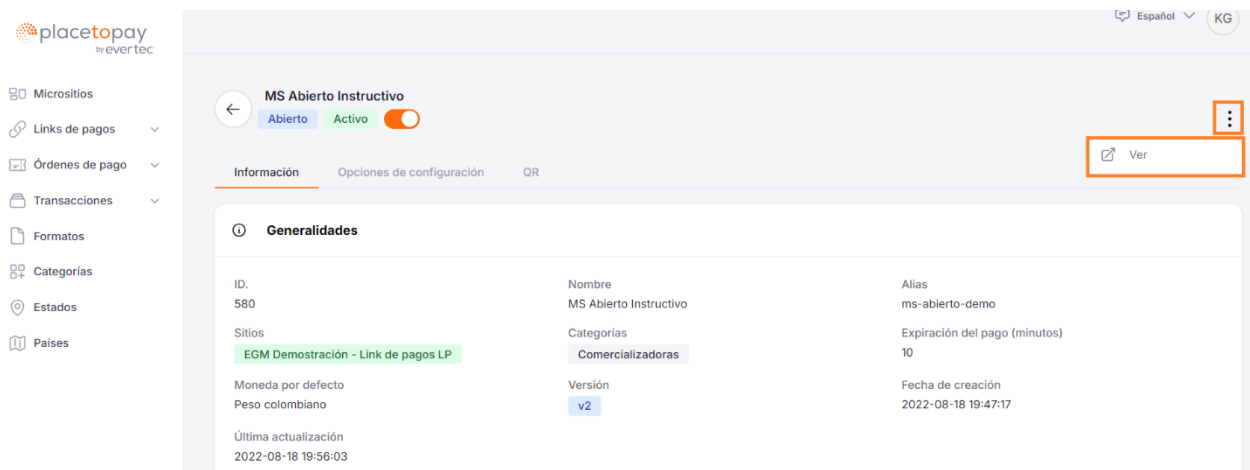 placetopay
by evertec
Español
KG
Micrositios
Links de pagos
Órdenes de pago
Transacciones
Formatos
Categorías
Estados
Países
MS Abierto Instructivo
Abierto Activo
Ver
Información Opciones de configuración QR
Generalidades
ID. Nombre Alias
580 MS Abierto Instructivo ms-abierto-demo
Sitios Categorías Expiración del pago (minutos)
EGM Demostración - Link de pagos LP Comercializadoras 10
Moneda por defecto Versión Fecha de creación
Peso colombiano v2 2022-08-18 19:47:17
Última actualización
2022-08-18 19:56:03